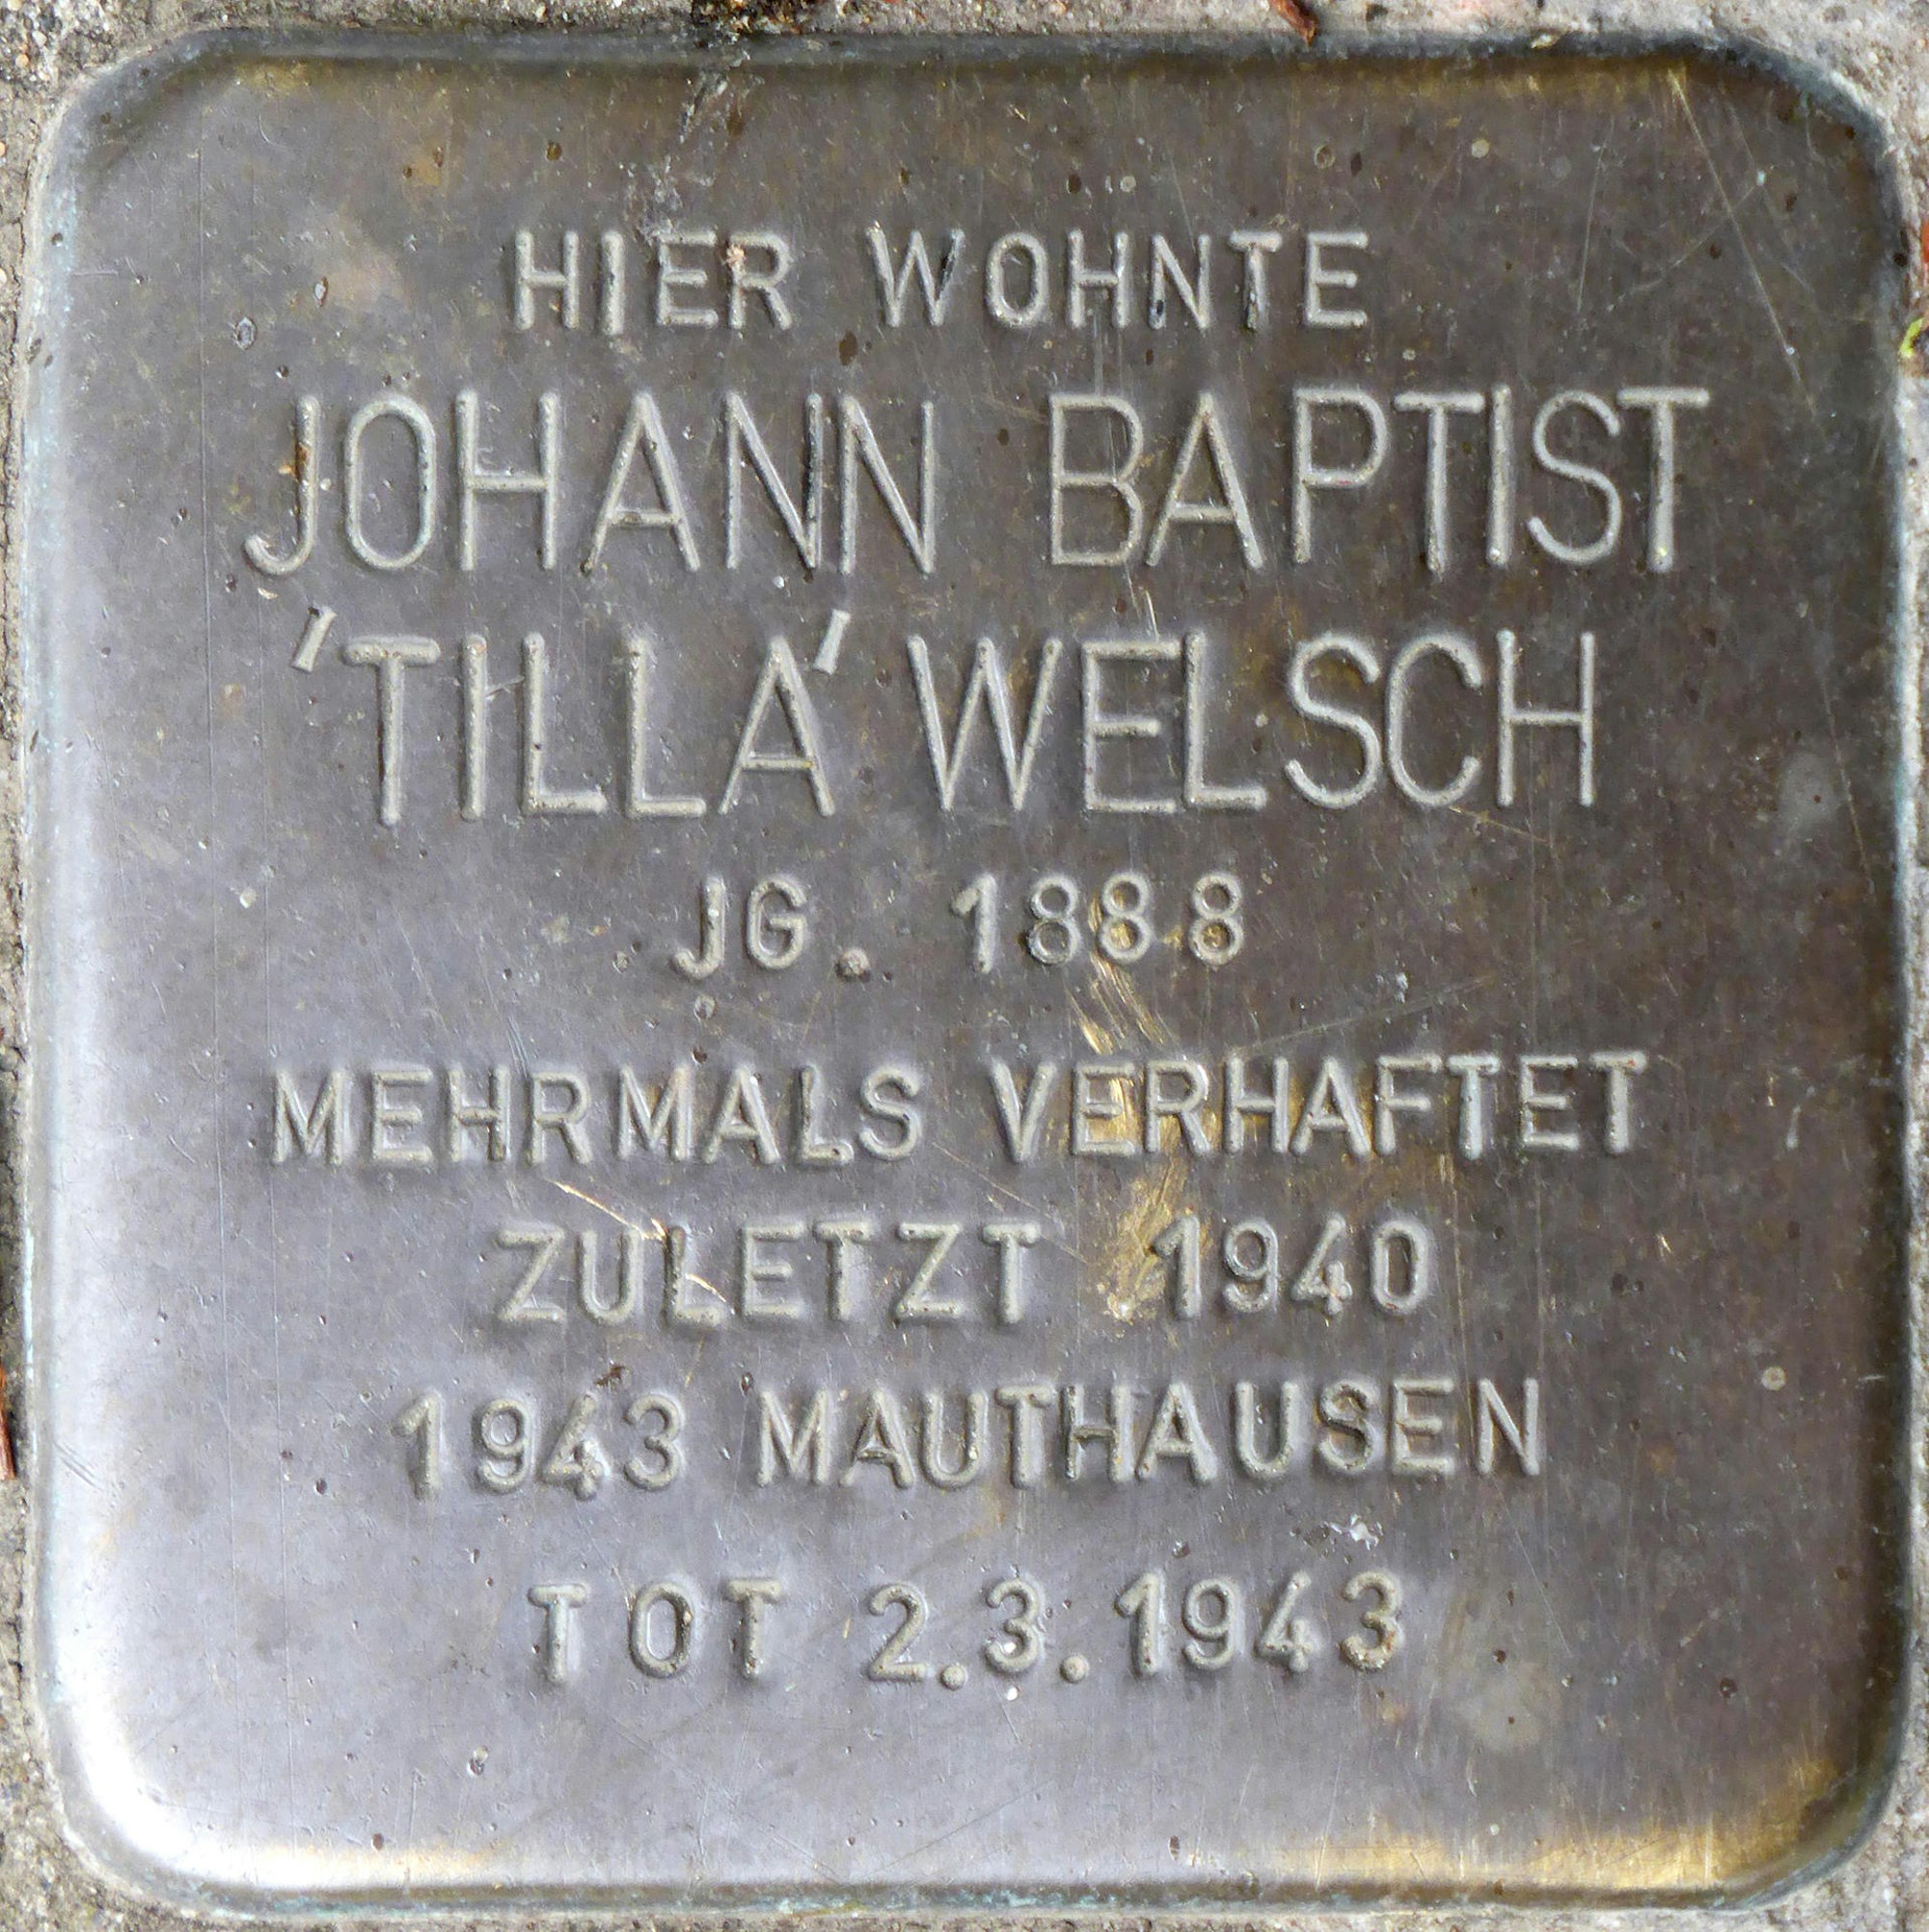 HIER WOHNTE
JOHANN BAPTIST
'TILLA' WELSCH
JG. 1888
MEHRMALS VERHAFTET
ZULETZT 1940
1943 MAUTHAUSEN
TOT 2.3.1943